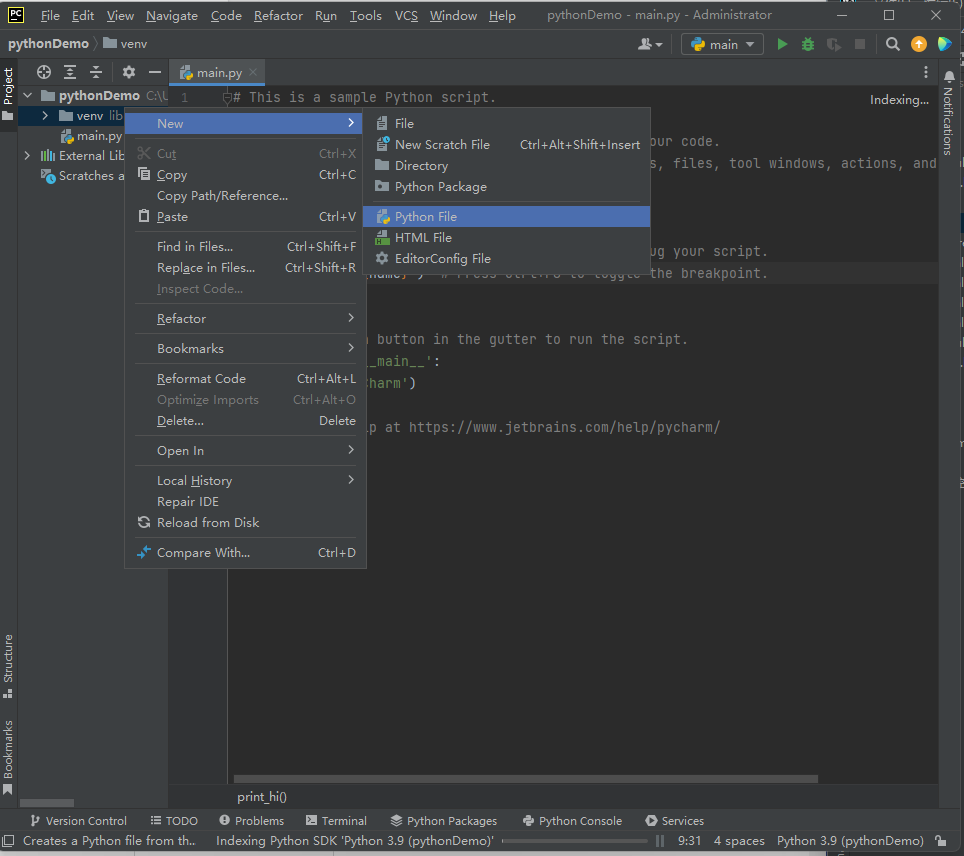 PC File Edit View Navigate Code Refactor Run Tools VCS Window Help pythonDemo - main.py - Administrator
pythonDemo venv main
Project main.py
pythonDemo C:\U 1 # This is a sample Python script. Indexing...
venv lib
main.py
External Lib
Scratches a
Notifications
New
Cut Ctrl+X
Copy Ctrl+C
Copy Path/Reference...
Paste Ctrl+V
Find in Files... Ctrl+Shift+F
Replace in Files... Ctrl+Shift+R
Inspect Code...
Refactor
Bookmarks
Reformat Code Ctrl+Alt+L
Optimize Imports Ctrl+Alt+O
Delete... Delete
Open In
Local History
Repair IDE
Reload from Disk
Compare With... Ctrl+D
File
New Scratch File Ctrl+Alt+Shift+Insert
Directory
Python Package
Python File
HTML File
EditorConfig File
our code.
s, files, tool windows, actions, and
ug your script.
the breakpoint.
button in the gutter to run the script.
_main__':
harm')
lp at https://www.jetbrains.com/help/pycharm/
Structure
Bookmarks
print_hi()
Version Control TODO Problems Terminal Python Packages Python Console Services
Creates a Python file from th.. Indexing Python SDK 'Python 3.9 (pythonDemo)' 9:31 4 spaces Python 3.9 (pythonDemo)